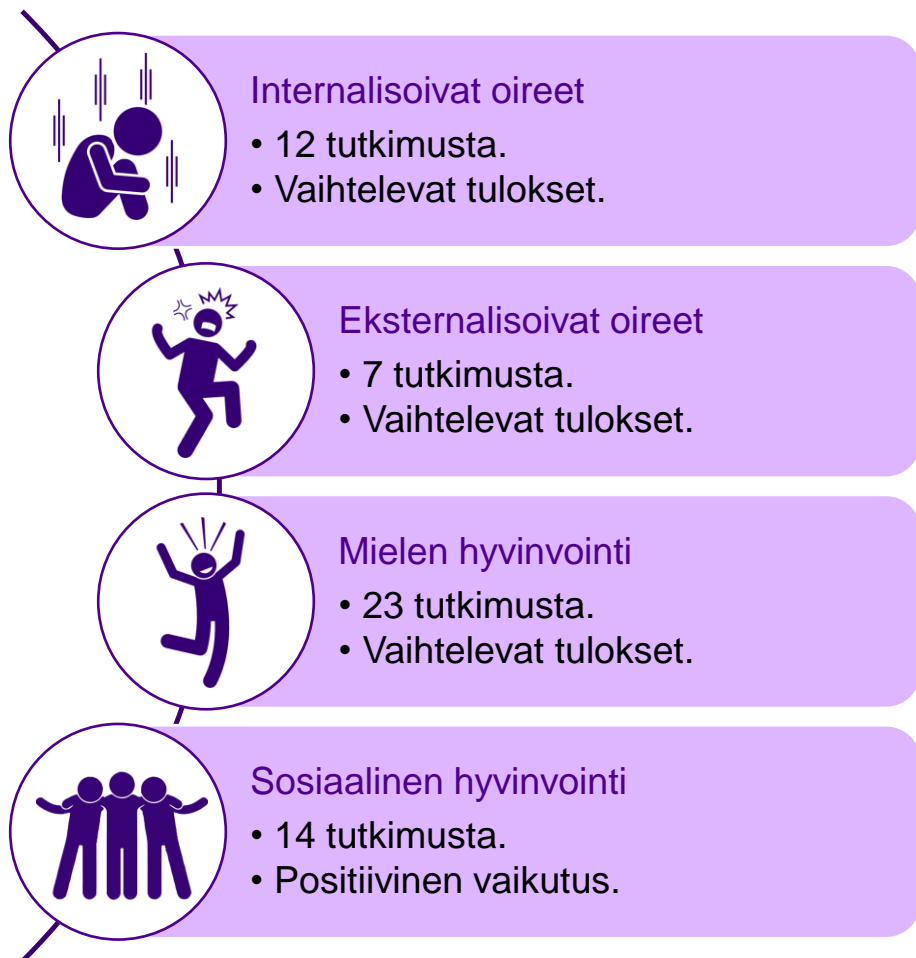 Internalisoivat oireet
• 12 tutkimusta.
• Vaihtelevat tulokset.
Eksternalisoivat oireet
• 7 tutkimusta.
• Vaihtelevat tulokset.
Mielen hyvinvointi
• 23 tutkimusta.
• Vaihtelevat tulokset.
Sosiaalinen hyvinvointi
• 14 tutkimusta.
• Positiivinen vaikutus.